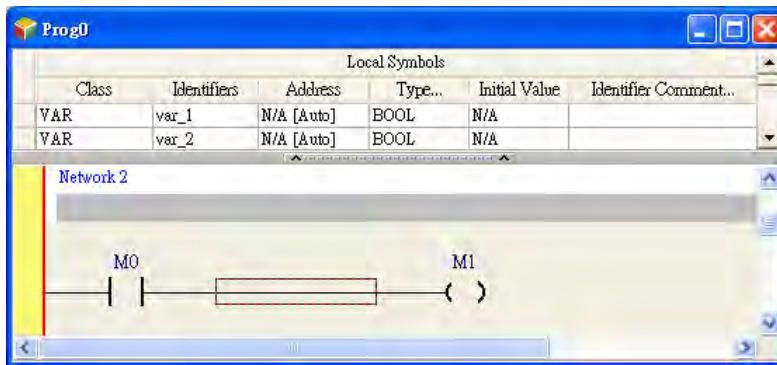 Prog0
Local Symbols
Class Identifiers Address Type... Initial Value Identifier Comment...
VAR var_1 N/A [Auto] BOOL N/A
VAR var_2 N/A [Auto] BOOL N/A
Network 2
M0 M1